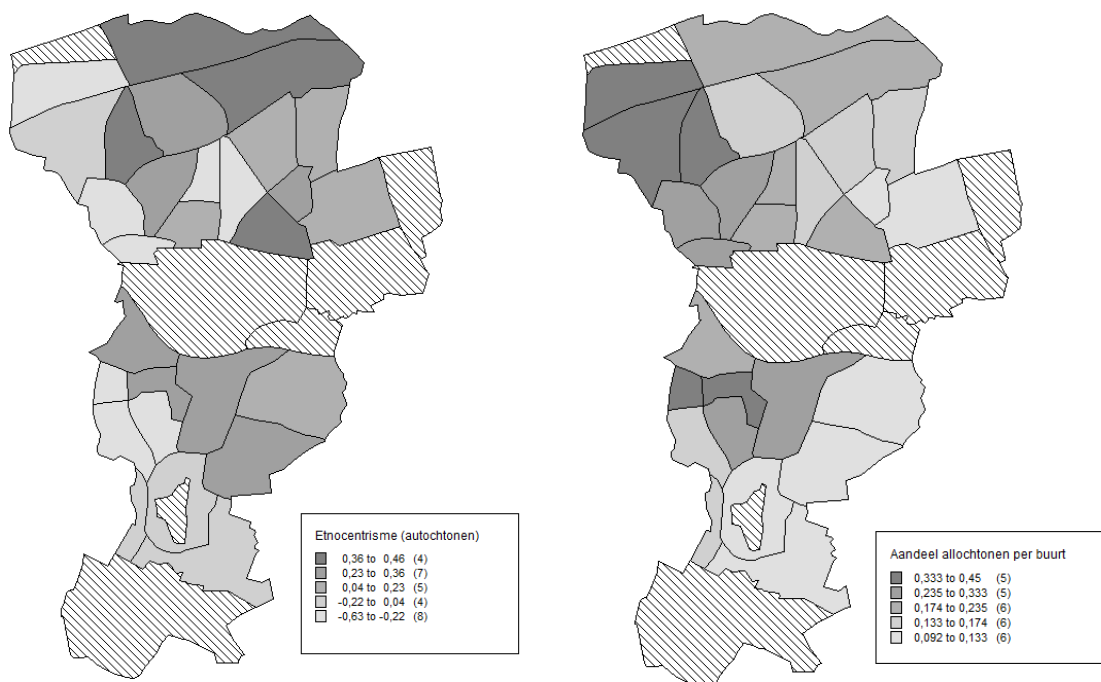 Etnocentrisme (autochtonen)
0,36 to 0,46 (4)
0,23 to 0,36 (7)
0,04 to 0,23 (5)
-0,22 to 0,04 (4)
-0,63 to -0,22 (8)
Aandeel allochtonen per buurt
0,333 to 0,45 (5)
0,235 to 0,333 (5)
0,174 to 0,235 (6)
0,133 to 0,174 (6)
0,092 to 0,133 (6)